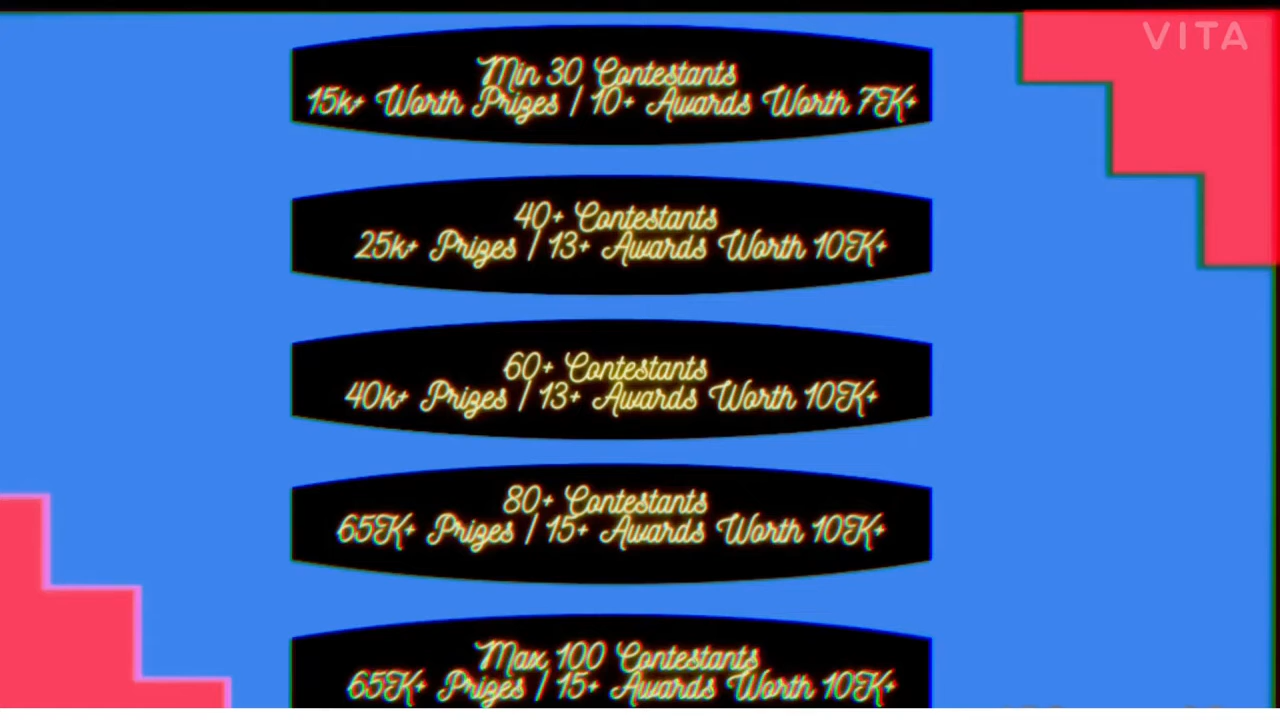 VITA
Min 30 Contestants
15k+ Worth Prizes / 10+ Awards Worth 7K+
40+ Contestants
25k+ Prizes / 13+ Awards Worth 10K+
60+ Contestants
40k+ Prizes / 13+ Awards Worth 10K+
80+ Contestants
65K+ Prizes / 15+ Awards Worth 10K+
Max 100 Contestants
65K+ Prizes / 15+ Awards Worth 10K+